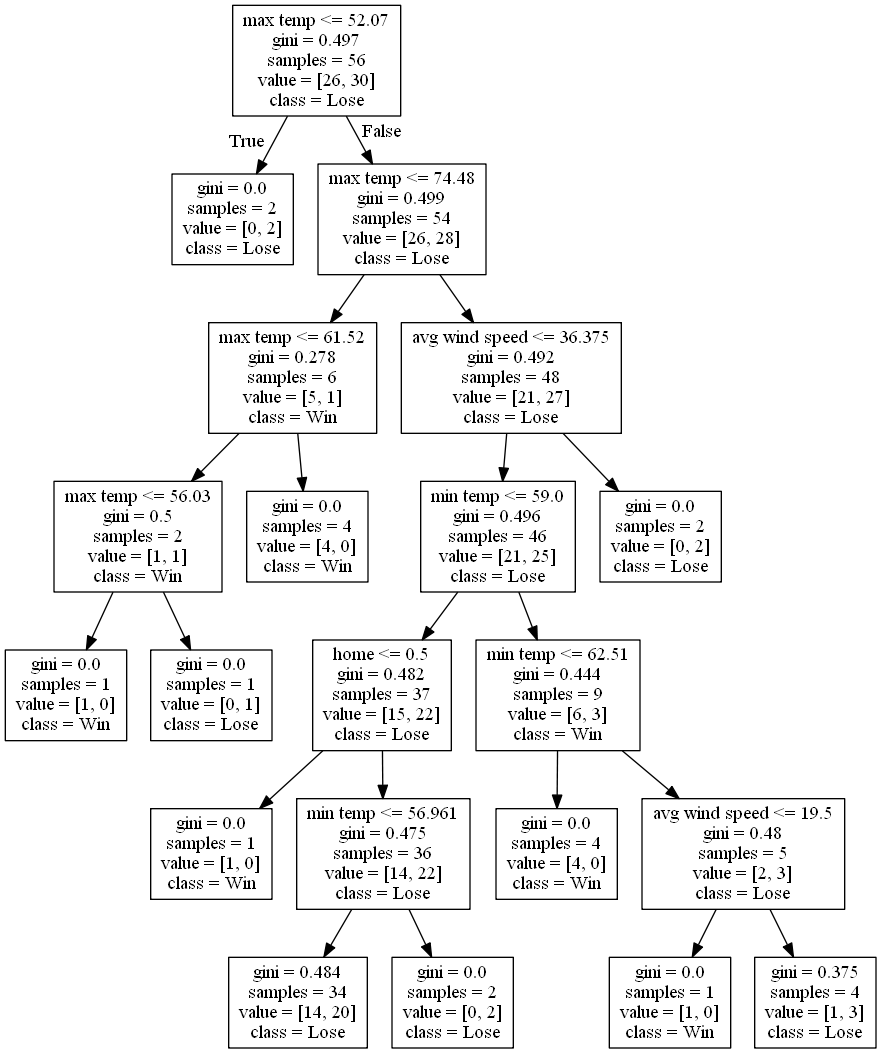 max temp <= 52.07
gini = 0.497
samples = 56
value = [26, 30]
class = Lose
True
False
gini = 0.0
samples = 2
value = [0, 2]
class = Lose
max temp <= 74.48
gini = 0.499
samples = 54
value = [26, 28]
class = Lose
max temp <= 61.52
gini = 0.278
samples = 6
value = [5, 1]
class = Win
avg wind speed <= 36.375
gini = 0.492
samples = 48
value = [21, 27]
class = Lose
max temp <= 56.03
gini = 0.5
samples = 2
value = [1, 1]
class = Win
gini = 0.0
samples = 4
value = [4, 0]
class = Win
min temp <= 59.0
gini = 0.496
samples = 46
value = [21, 25]
class = Lose
gini = 0.0
samples = 2
value = [0, 2]
class = Lose
gini = 0.0
samples = 1
value = [1, 0]
class = Win
gini = 0.0
samples = 1
value = [0, 1]
class = Lose
home <= 0.5
gini = 0.482
samples = 37
value = [15, 22]
class = Lose
min temp <= 62.51
gini = 0.444
samples = 9
value = [6, 3]
class = Win
gini = 0.0
samples = 1
value = [1, 0]
class = Win
min temp <= 56.961
gini = 0.475
samples = 36
value = [14, 22]
class = Lose
gini = 0.0
samples = 4
value = [4, 0]
class = Win
avg wind speed <= 19.5
gini = 0.48
samples = 5
value = [2, 3]
class = Lose
gini = 0.484
samples = 34
value = [14, 20]
class = Lose
gini = 0.0
samples = 2
value = [0, 2]
class = Lose
gini = 0.0
samples = 1
value = [1, 0]
class = Win
gini = 0.375
samples = 4
value = [1, 3]
class = Lose